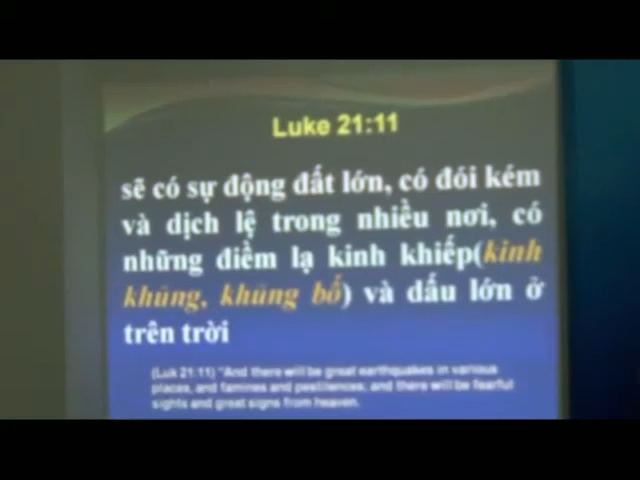 Luke 21:11
sẽ có sự động đất lớn, có đói kém
và dịch lệ trong nhiều nơi, có
những điềm lạ kinh khiếp(kinh
khủng, khủng bố) và dấu lớn ở
trên trời
(Luk 21:11) "And there will be great earthquakes in various
places, and famines and pestilences; and there will be fearful
sights and great signs from heaven.